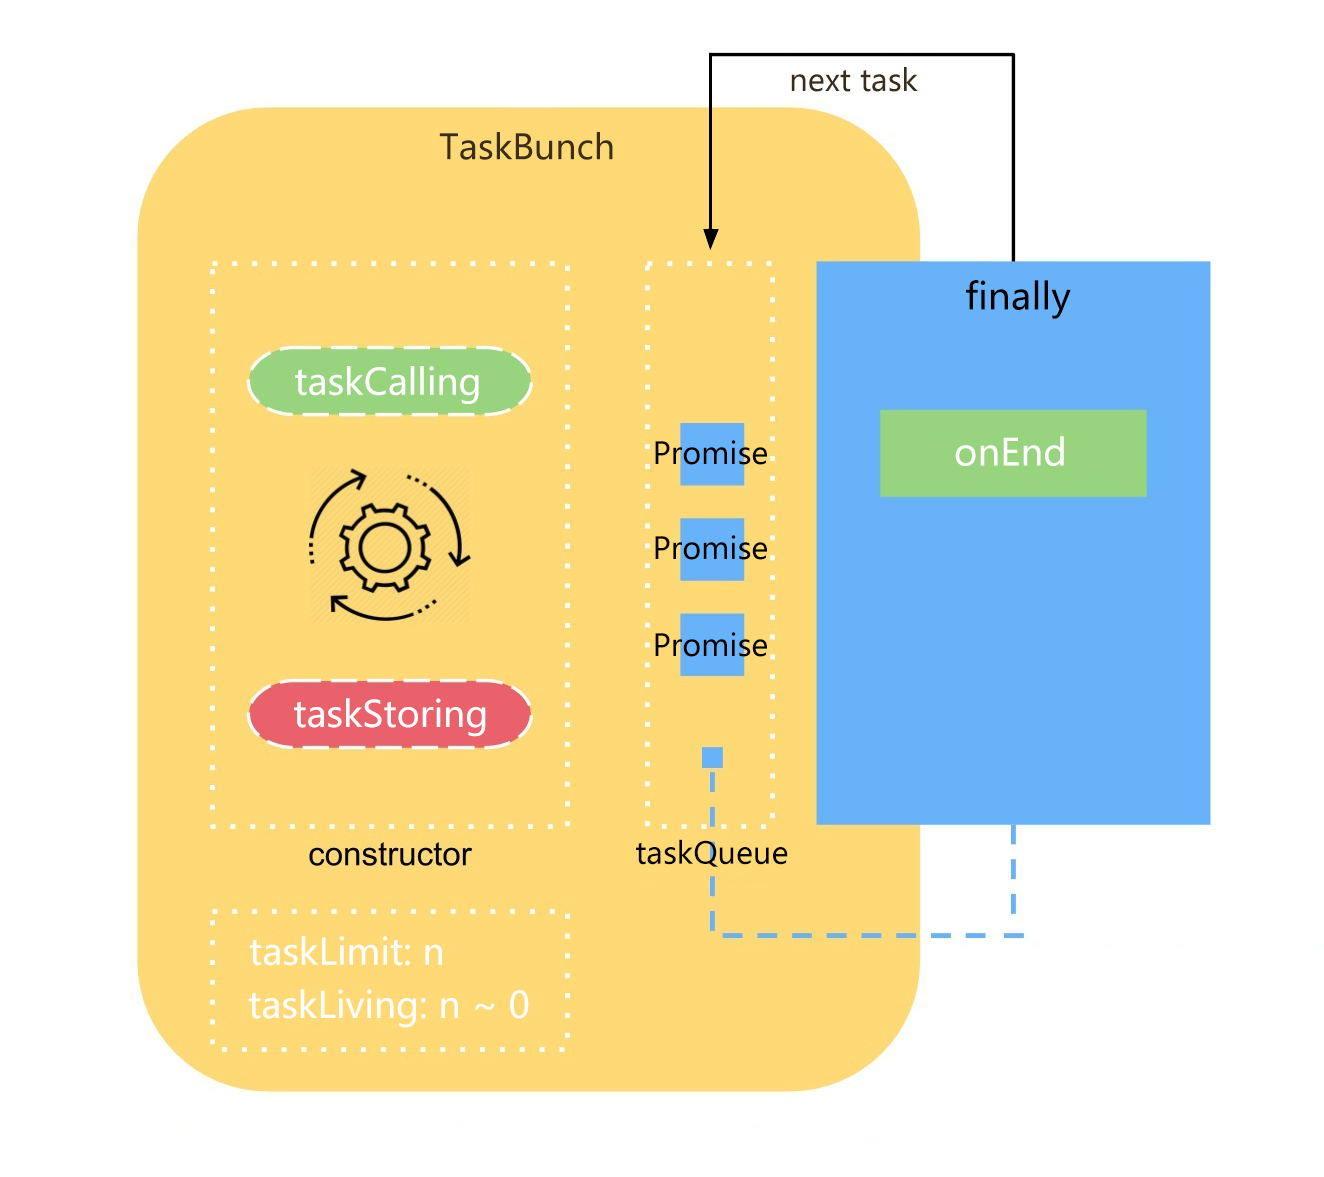 next task
TaskBunch
finally
taskCalling
onEnd
Promise
Promise
Promise
taskStoring
constructor
taskQueue
taskLimit: n
taskLiving: n ~ 0